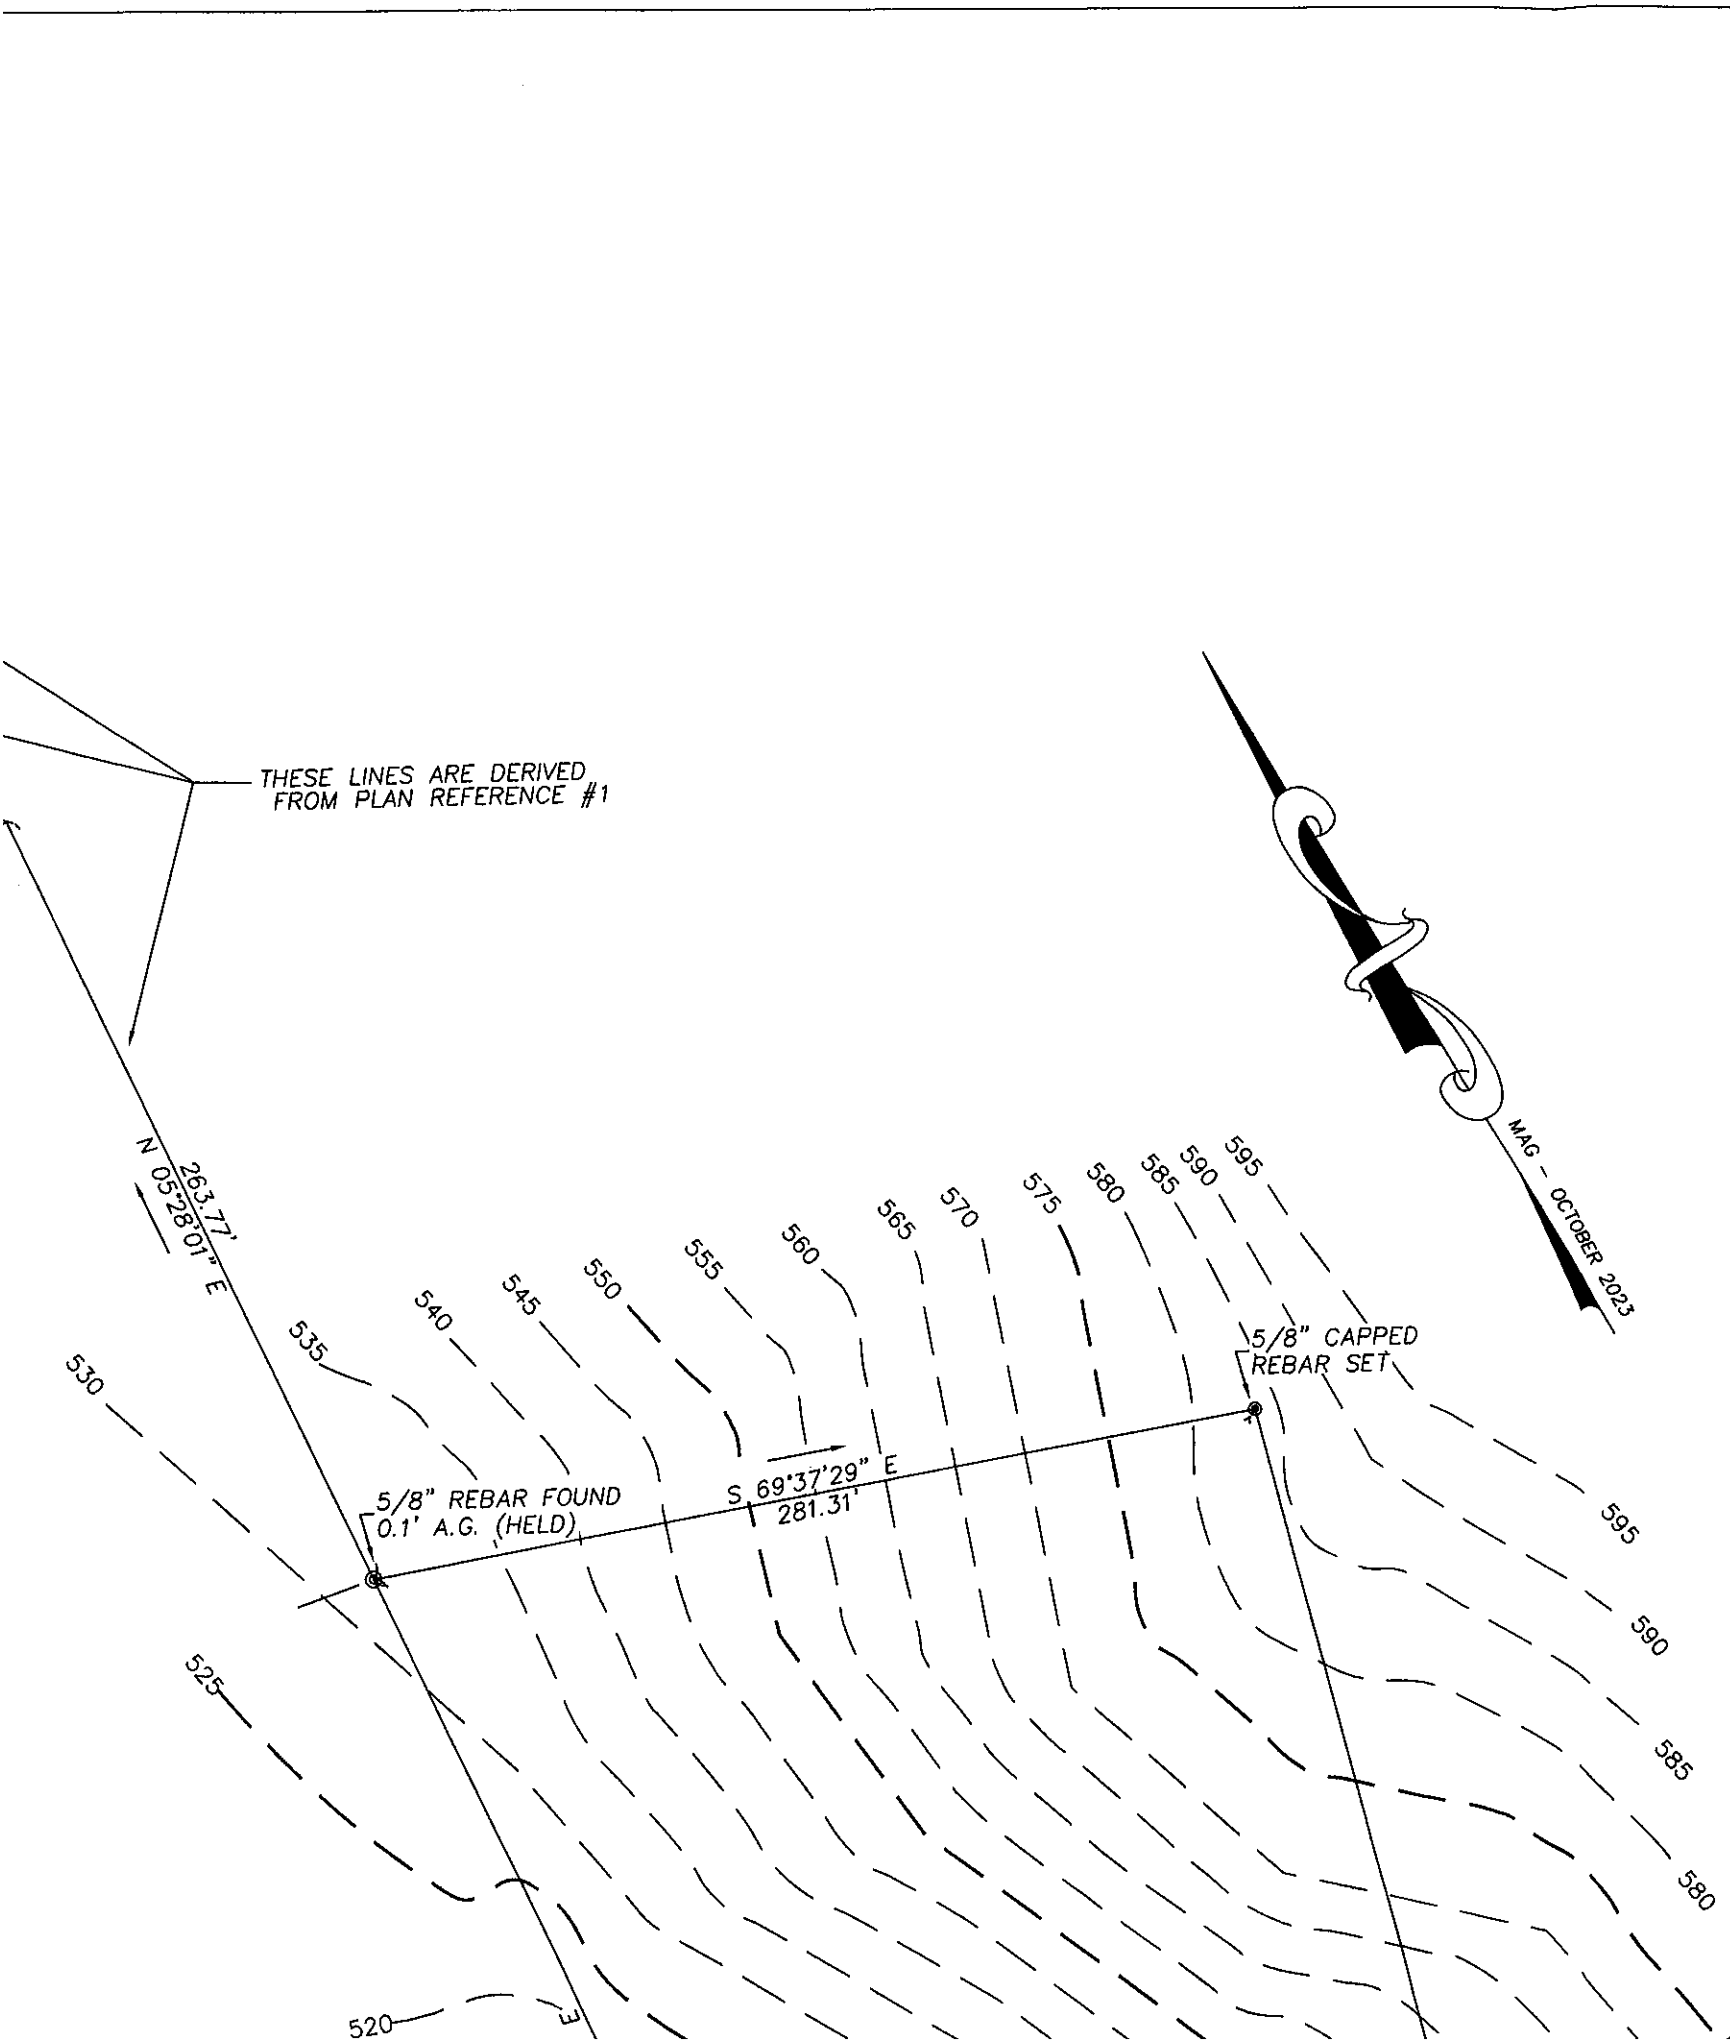 THESE LINES ARE DERIVED
FROM PLAN REFERENCE #1
263.77'
N 05°28'01" E
MAG - OCTOBER 2023
595
590
585
580
575
570
565
560
555
550
545
540
535
530
5/8" CAPPED
REBAR SET
S 69°37'29" E
281.31'
5/8" REBAR FOUND
0.1' A.G. (HELD)
595
590
525
585
580
520
E